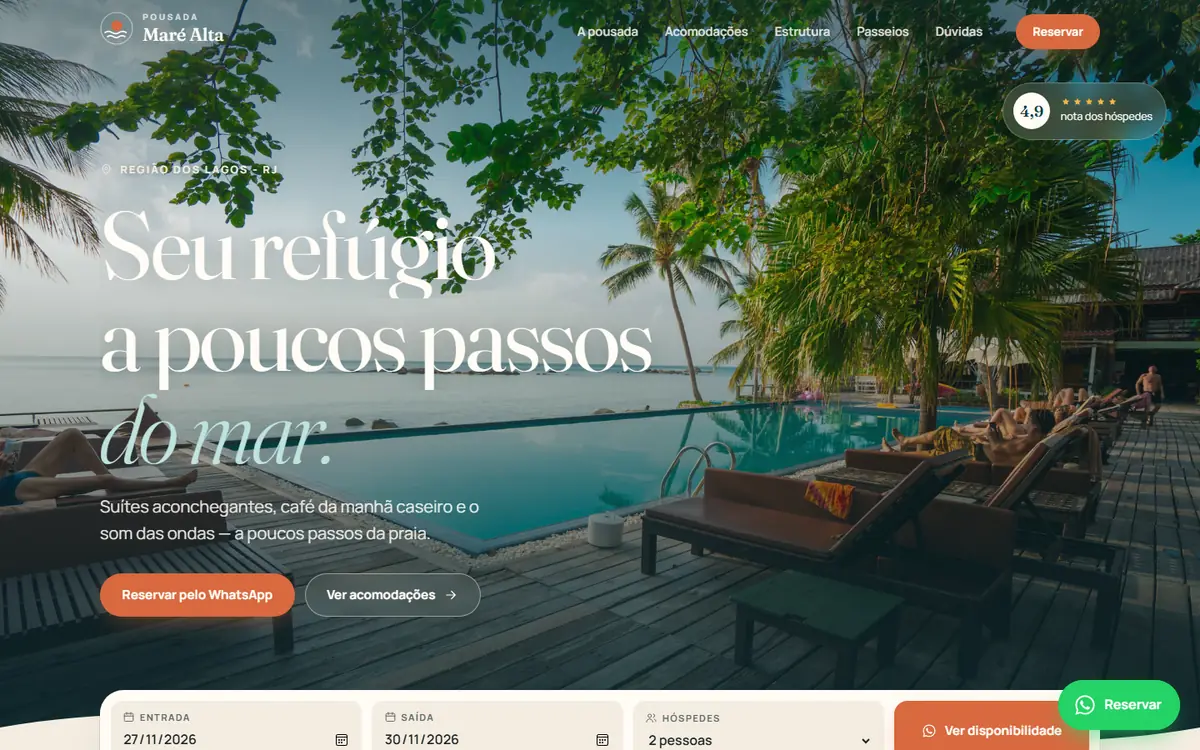 POUSADA
Maré Alta
A pousada
Acomodações
Estrutura
Passeios
Dúvidas
Reservar
4,9
nota dos hóspedes
REGIÃO DOS LAGOS - RJ
Seu refúgio
a poucos passos
do mar.
Suítes aconchegantes, café da manhã caseiro e o
som das ondas — a poucos passos da praia.
Reservar pelo WhatsApp
Ver acomodações →
ENTRADA
27/11/2026
SAÍDA
30/11/2026
HÓSPEDES
2 pessoas
Ver disponibilidade
Reservar